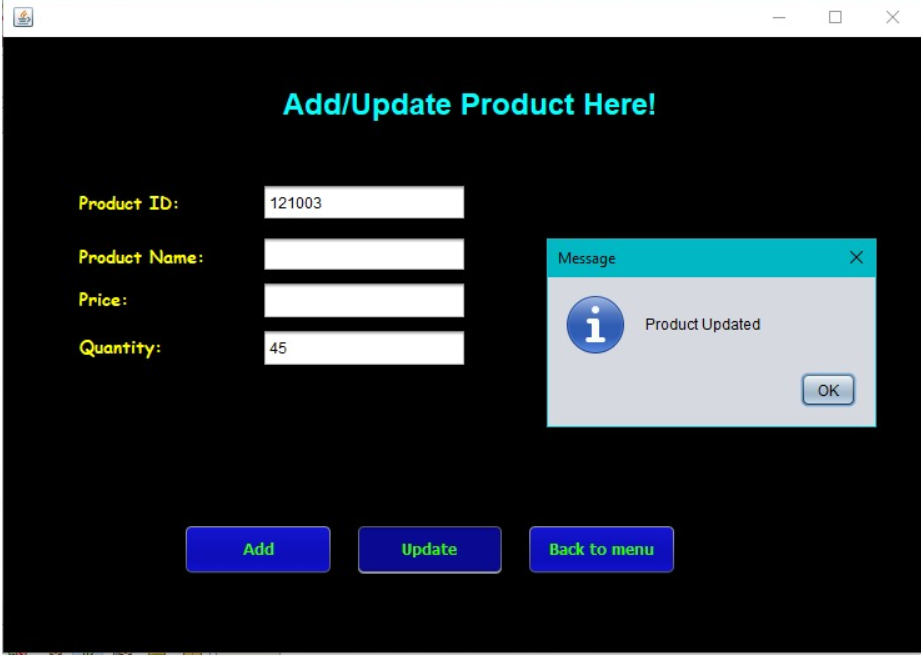 Add/Update Product Here!
Product ID: 121003
Product Name:
Price:
Quantity: 45
Message
Product Updated
OK
Add Update Back to menu